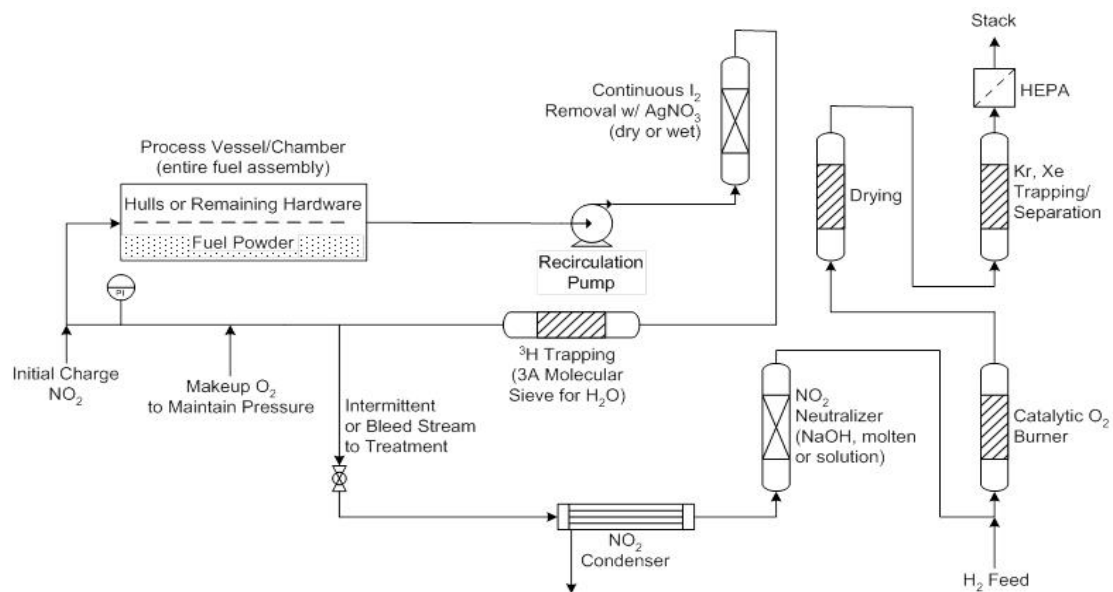 Stack
HEPA
Continuous I₂
Removal w/ AgNO₃
(dry or wet)
Process Vessel/Chamber
(entire fuel assembly)
Hulls or Remaining Hardware
Fuel Powder
Recirculation
Pump
Drying
Kr, Xe
Trapping/
Separation
PI
³H Trapping
(3A Molecular
Sieve for H₂O)
Initial Charge
NO₂
Makeup O₂
to Maintain Pressure
Intermittent
or Bleed Stream
to Treatment
NO₂
Neutralizer
(NaOH, molten
or solution)
Catalytic O₂
Burner
NO₂
Condenser
H₂ Feed